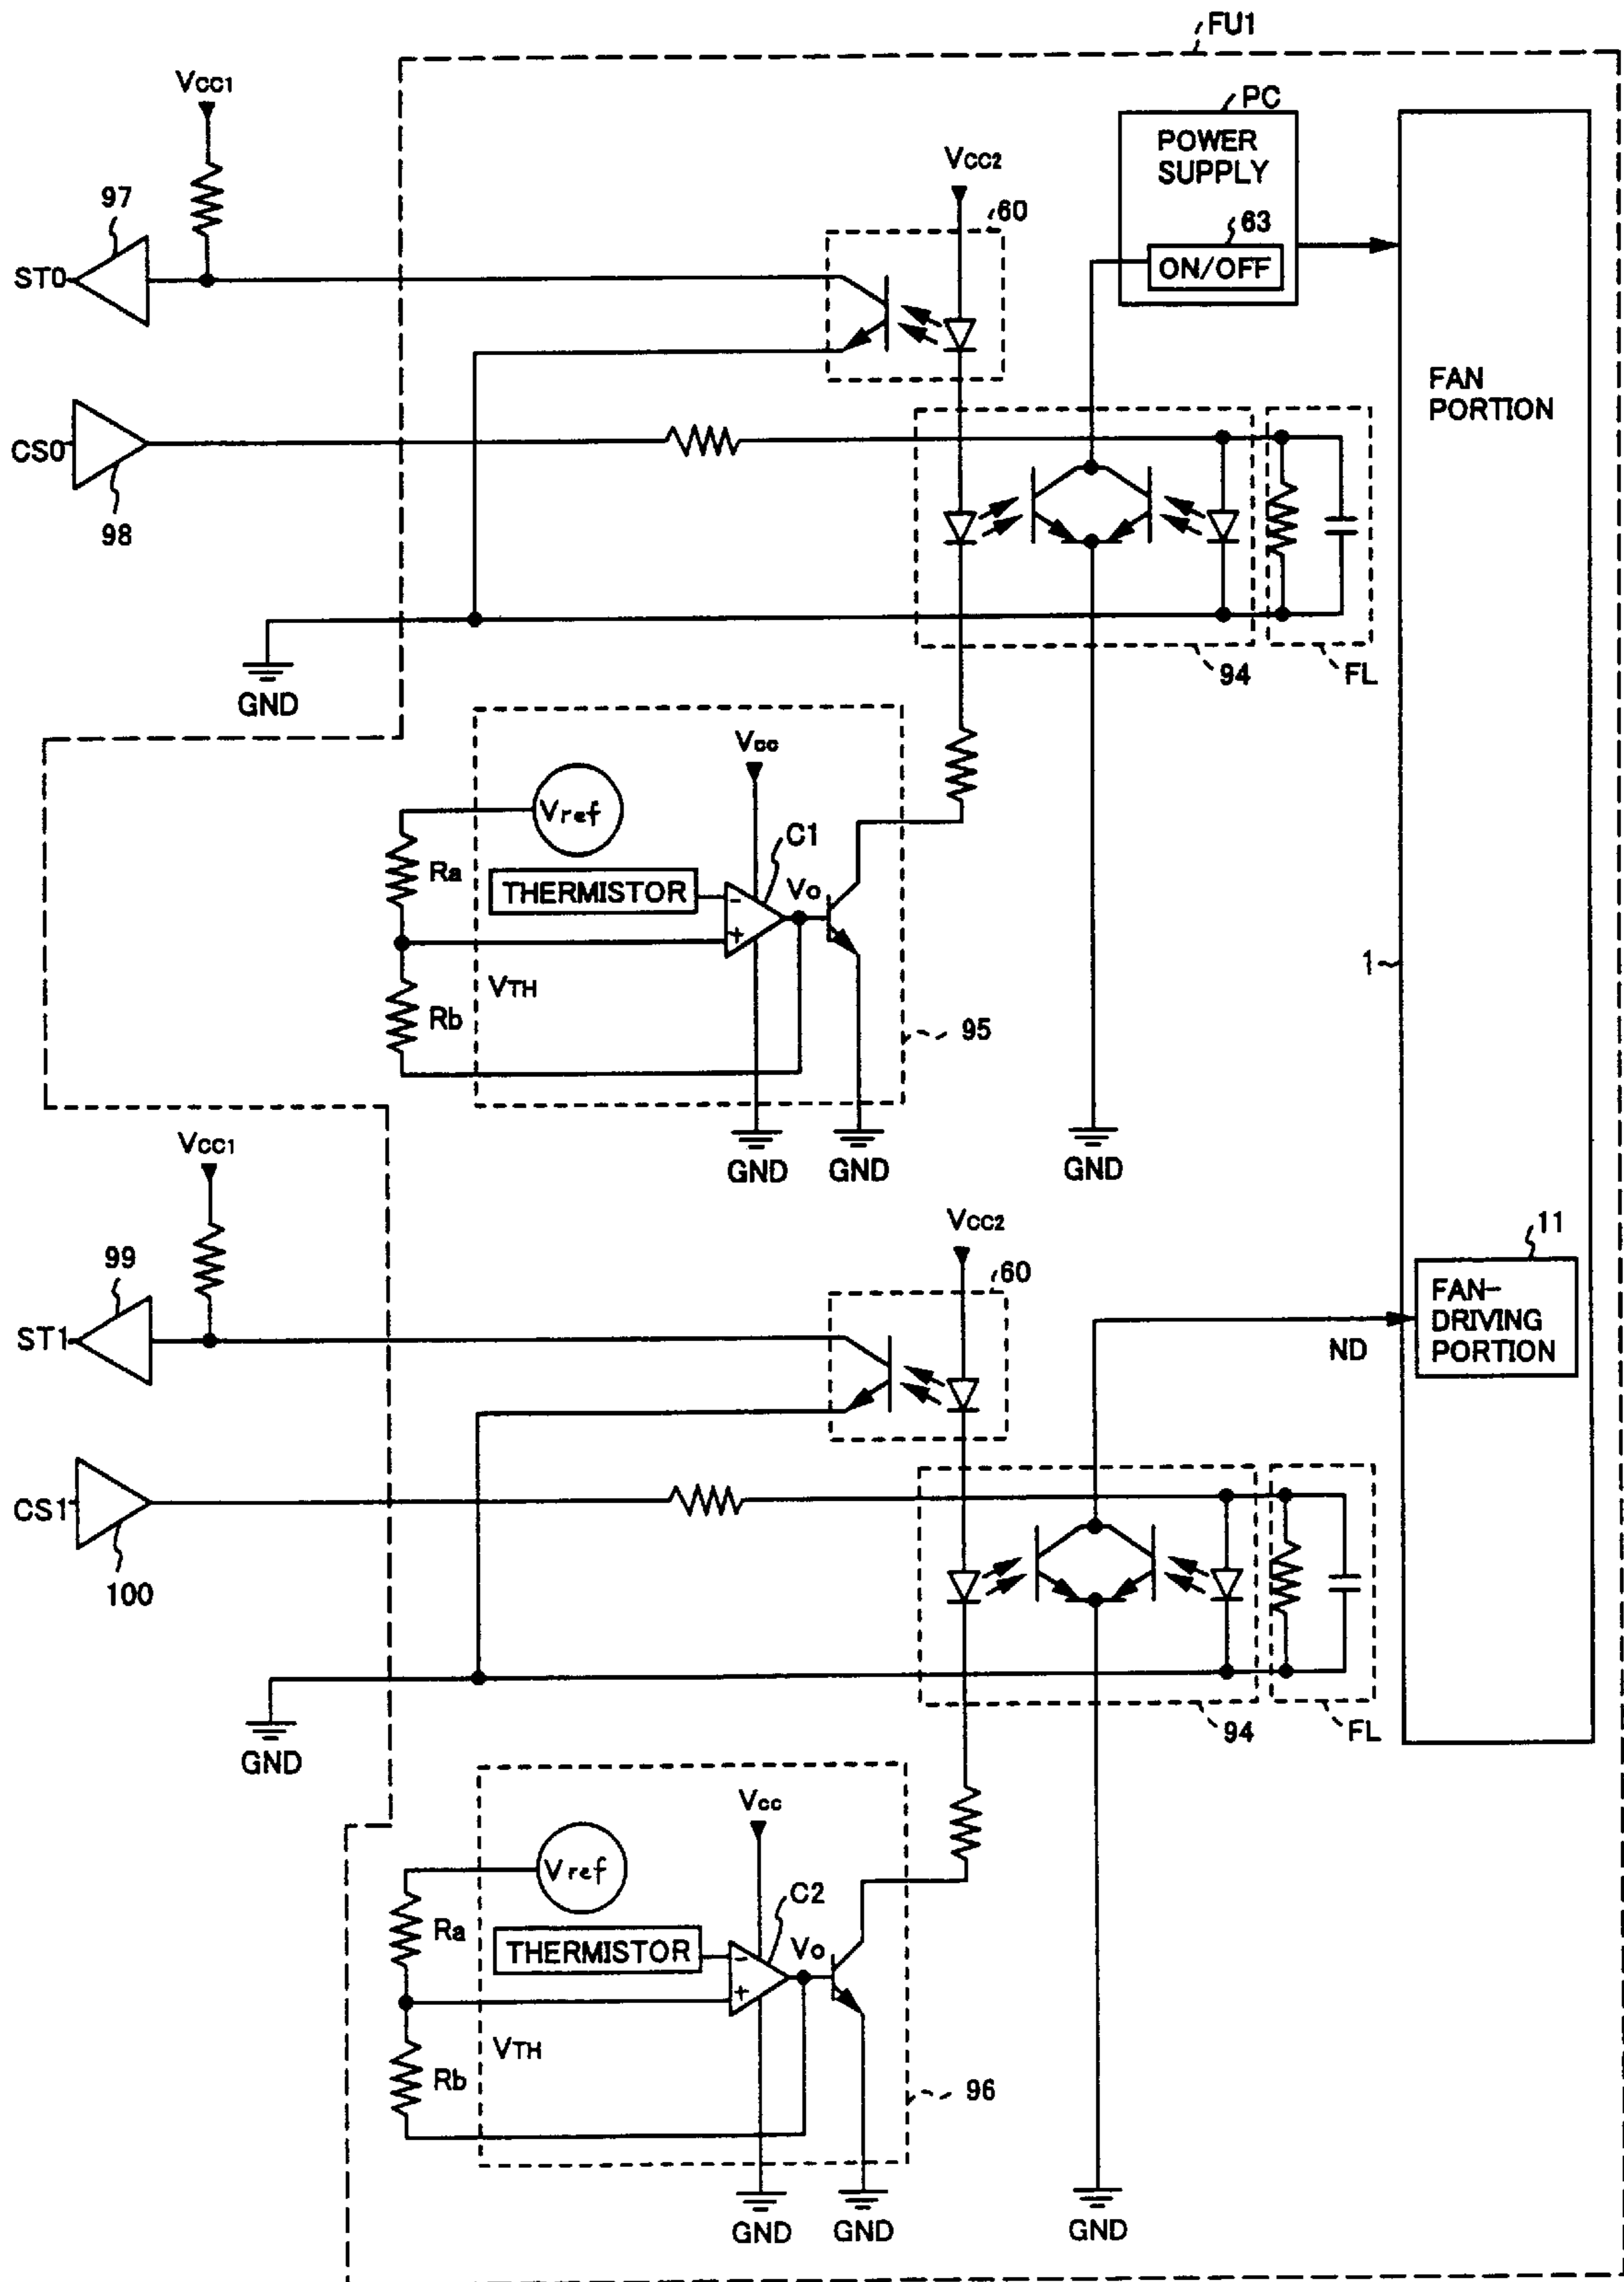 FU1
VCC1
PC
POWER
SUPPLY
63
ON/OFF
VCC2
60
97
ST0
FAN
PORTION
CS0
98
94
FL
GND
Vcc
Vref
C1
Ra
THERMISTOR
-
Vo
+
VTH
Rb
95
1
GND
GND
GND
VCC1
VCC2
11
FAN-
DRIVING
PORTION
99
60
ST1
ND
CS1
100
94
FL
GND
Vcc
Vref
C2
Ra
THERMISTOR
-
Vo
+
VTH
Rb
96
GND
GND
GND